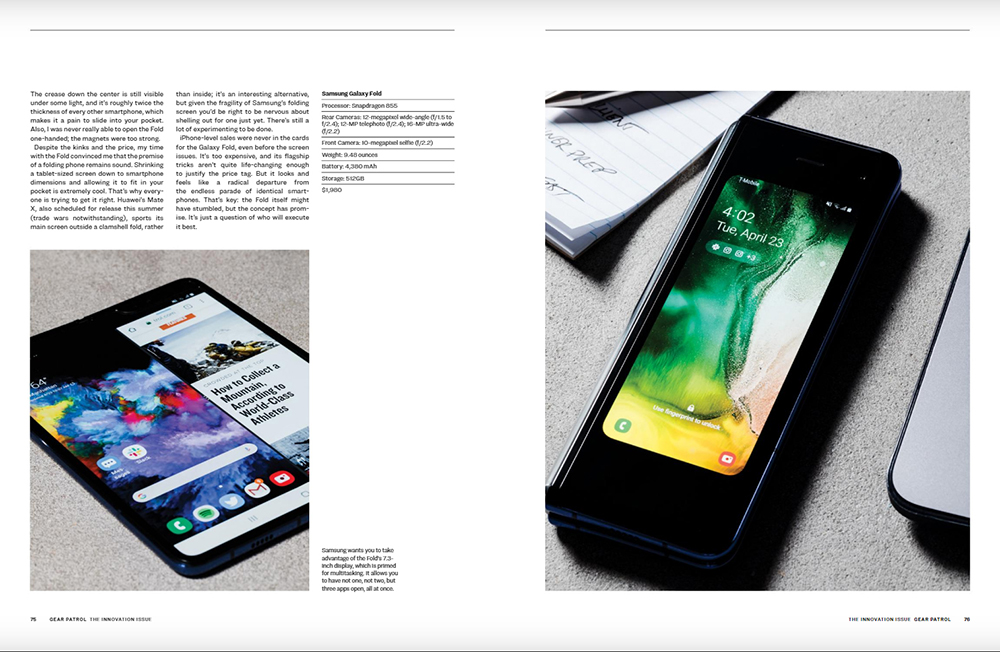 The crease down the center is still visible
under some light, and it's roughly twice the
thickness of every other smartphone, which
makes it a pain to slide into your pocket.
Also, I was never really able to open the Fold
one-handed; the magnets were too strong.
Despite the kinks and the price, my time
with the Fold convinced me that the premise
of a folding phone remains sound. Shrinking
a tablet-sized screen down to smartphone
dimensions and allowing it to fit in your
pocket is extremely cool. That's why every-
one is trying to get it right. Huawei's Mate
X, also scheduled for release this summer
(trade wars notwithstanding), sports its
main screen outside a clamshell fold, rather
than inside; it's an interesting alternative,
but given the fragility of Samsung's folding
screen you'd be right to be nervous about
shelling out for one just yet. There's still a
lot of experimenting to be done.
iPhone-level sales were never in the cards
for the Galaxy Fold, even before the screen
issues. It's too expensive, and its flagship
tricks aren't quite life-changing enough
to justify the price tag. But it looks and
feels like a radical departure from
the endless parade of identical smart-
phones. That's key: the Fold itself might
have stumbled, but the concept has prom-
ise. It's just a question of who will execute
it best.
Samsung Galaxy Fold
Processor: Snapdragon 855
Rear Cameras: 12-megapixel wide-angle (f/1.5 to
f/2.4); 12-MP telephoto (f/2.4); 16-MP ultra-wide
(f/2.2)
Front Camera: 10-megapixel selfie (f/2.2)
Weight: 9.48 ounces
Battery: 4,380 mAh
Storage: 512GB
$1,980
54°
How to Collect a
Mountain,
According to
World-Class
Athletes
Slack
Samsung wants you to take
advantage of the Fold's 7.3-
inch display, which is primed
for multitasking. It allows you
to have not one, not two, but
three apps open, all at once.
75 GEAR PATROL THE INNOVATION ISSUE
PREP
T-Mobile
4:02
Tue, April 23
+3
Use fingerprint to unlock
THE INNOVATION ISSUE GEAR PATROL 76